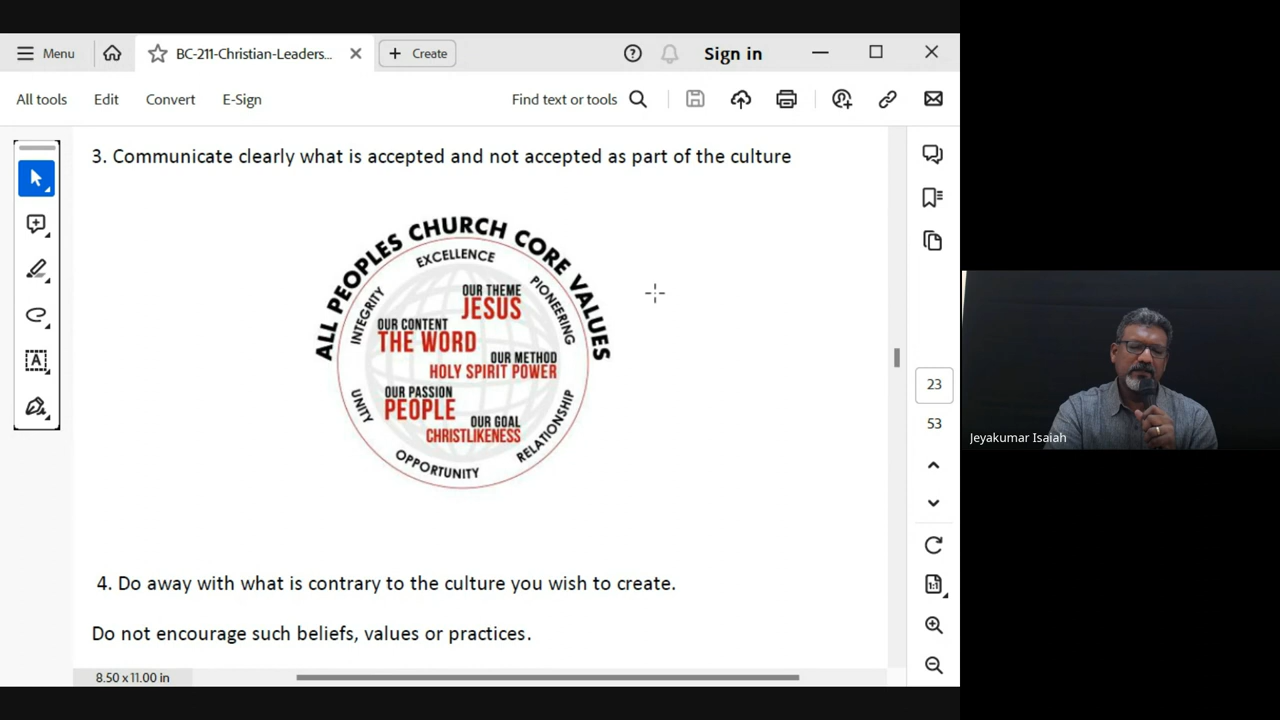 Menu
BC-211-Christian-Leaders...
Create
Sign in
All tools
Edit
Convert
E-Sign
Find text or tools
3. Communicate clearly what is accepted and not accepted as part of the culture
ALL PEOPLES CHURCH CORE VALUES
EXCELLENCE
INTEGRITY
PIONEERING
OUR THEME
JESUS
OUR CONTENT
THE WORD
OUR METHOD
HOLY SPIRIT POWER
OUR PASSION
PEOPLE
OUR GOAL
CHRISTLIKENESS
UNITY
RELATIONSHIP
OPPORTUNITY
4. Do away with what is contrary to the culture you wish to create.
Do not encourage such beliefs, values or practices.
8.50 x 11.00 in
23
53
1:1
Jeyakumar Isaiah